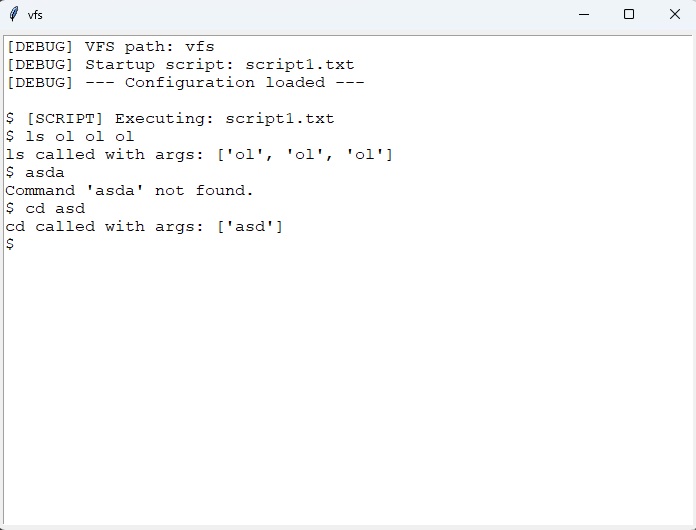 vfs
[DEBUG] VFS path: vfs
[DEBUG] Startup script: script1.txt
[DEBUG] --- Configuration loaded ---
$ [SCRIPT] Executing: script1.txt
$ ls ol ol ol
ls called with args: ['ol', 'ol', 'ol']
$ asda
Command 'asda' not found.
$ cd asd
cd called with args: ['asd']
$